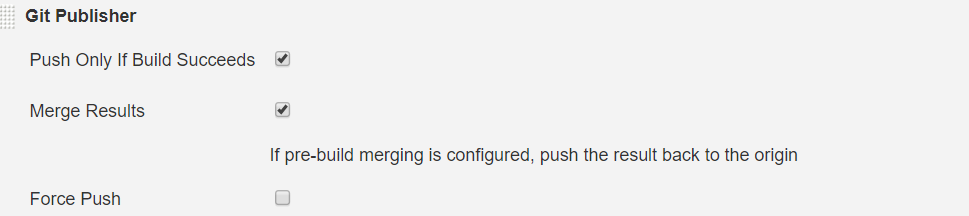 Git Publisher
Push Only If Build Succeeds
Merge Results
If pre-build merging is configured, push the result back to the origin
Force Push